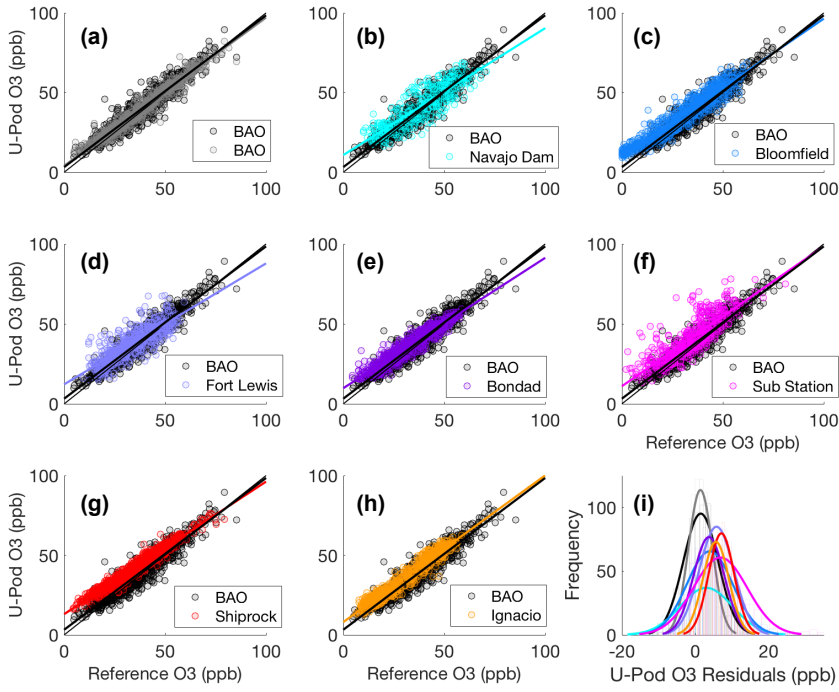 (a)
U-Pod O3 (ppb)
100
50
0
BAO
BAO
0 50 100
(b)
100
50
0
BAO
Navajo Dam
0 50 100
(c)
100
50
0
BAO
Bloomfield
0 50 100
(d)
U-Pod O3 (ppb)
100
50
0
BAO
Fort Lewis
0 50 100
(e)
100
50
0
BAO
Bondad
0 50 100
(f)
100
50
0
BAO
Sub Station
0 50 100
Reference O3 (ppb)
(g)
U-Pod O3 (ppb)
100
50
0
BAO
Shiprock
0 50 100
Reference O3 (ppb)
(h)
100
50
0
BAO
Ignacio
0 50 100
Reference O3 (ppb)
(i)
Frequency
100
50
0
-20 0 20
U-Pod O3 Residuals (ppb)